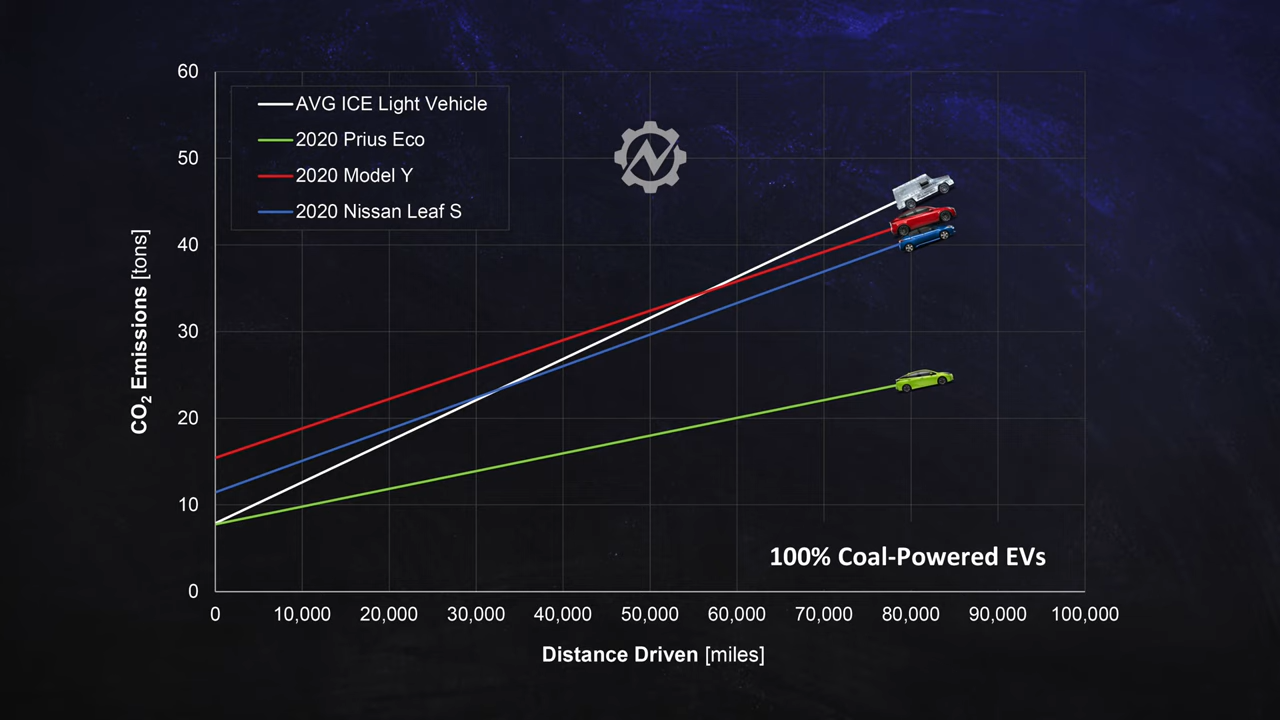 60
50
40
30
20
10
0
CO₂ Emissions [tons]
AVG ICE Light Vehicle
2020 Prius Eco
2020 Model Y
2020 Nissan Leaf S
100% Coal-Powered EVs
0 10,000 20,000 30,000 40,000 50,000 60,000 70,000 80,000 90,000 100,000
Distance Driven [miles]